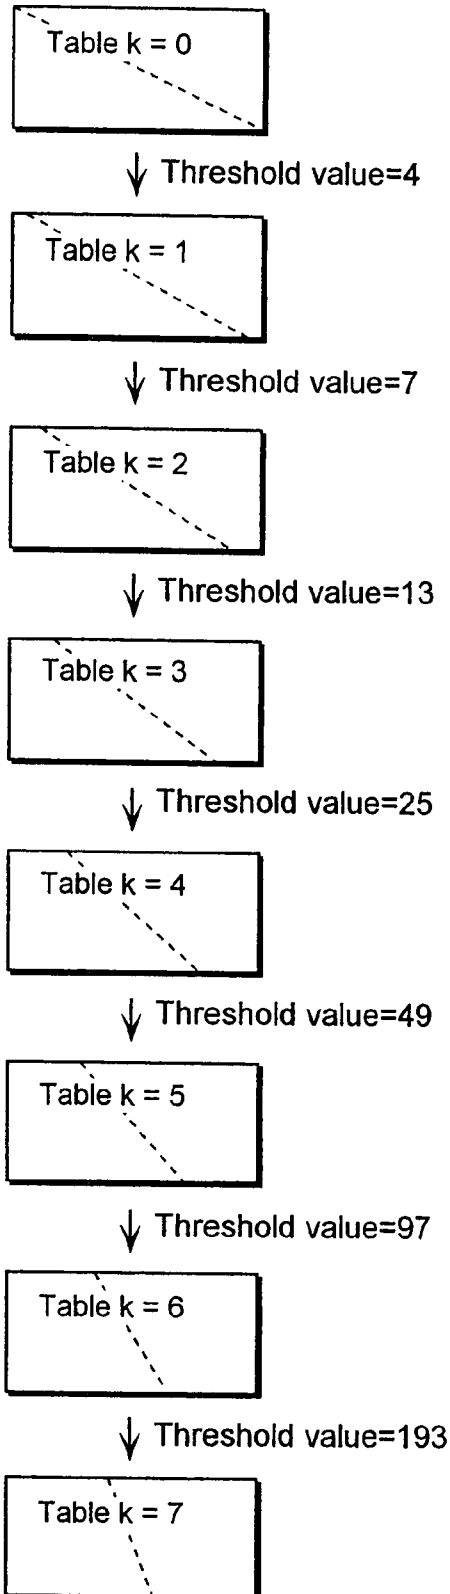 Table k = 0
Threshold value=4
Table k = 1
Threshold value=7
Table k = 2
Threshold value=13
Table k = 3
Threshold value=25
Table k = 4
Threshold value=49
Table k = 5
Threshold value=97
Table k = 6
Threshold value=193
Table k = 7